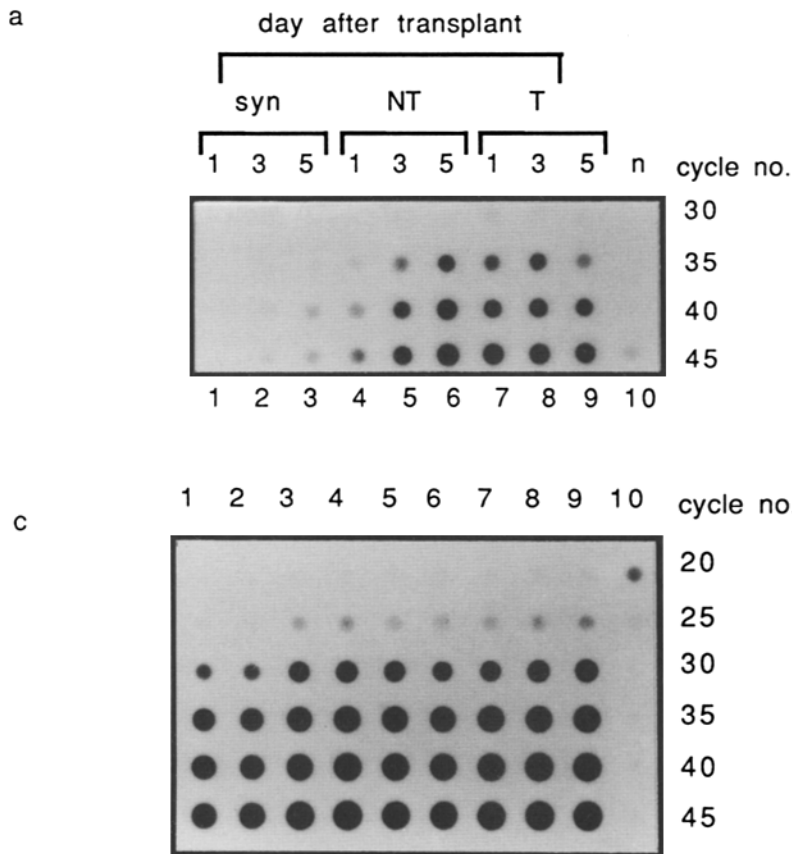 a
day after transplant
syn NT T
1 3 5 1 3 5 1 3 5 n cycle no.
30
35
40
45
1 2 3 4 5 6 7 8 9 10
c
1 2 3 4 5 6 7 8 9 10 cycle no
20
25
30
35
40
45